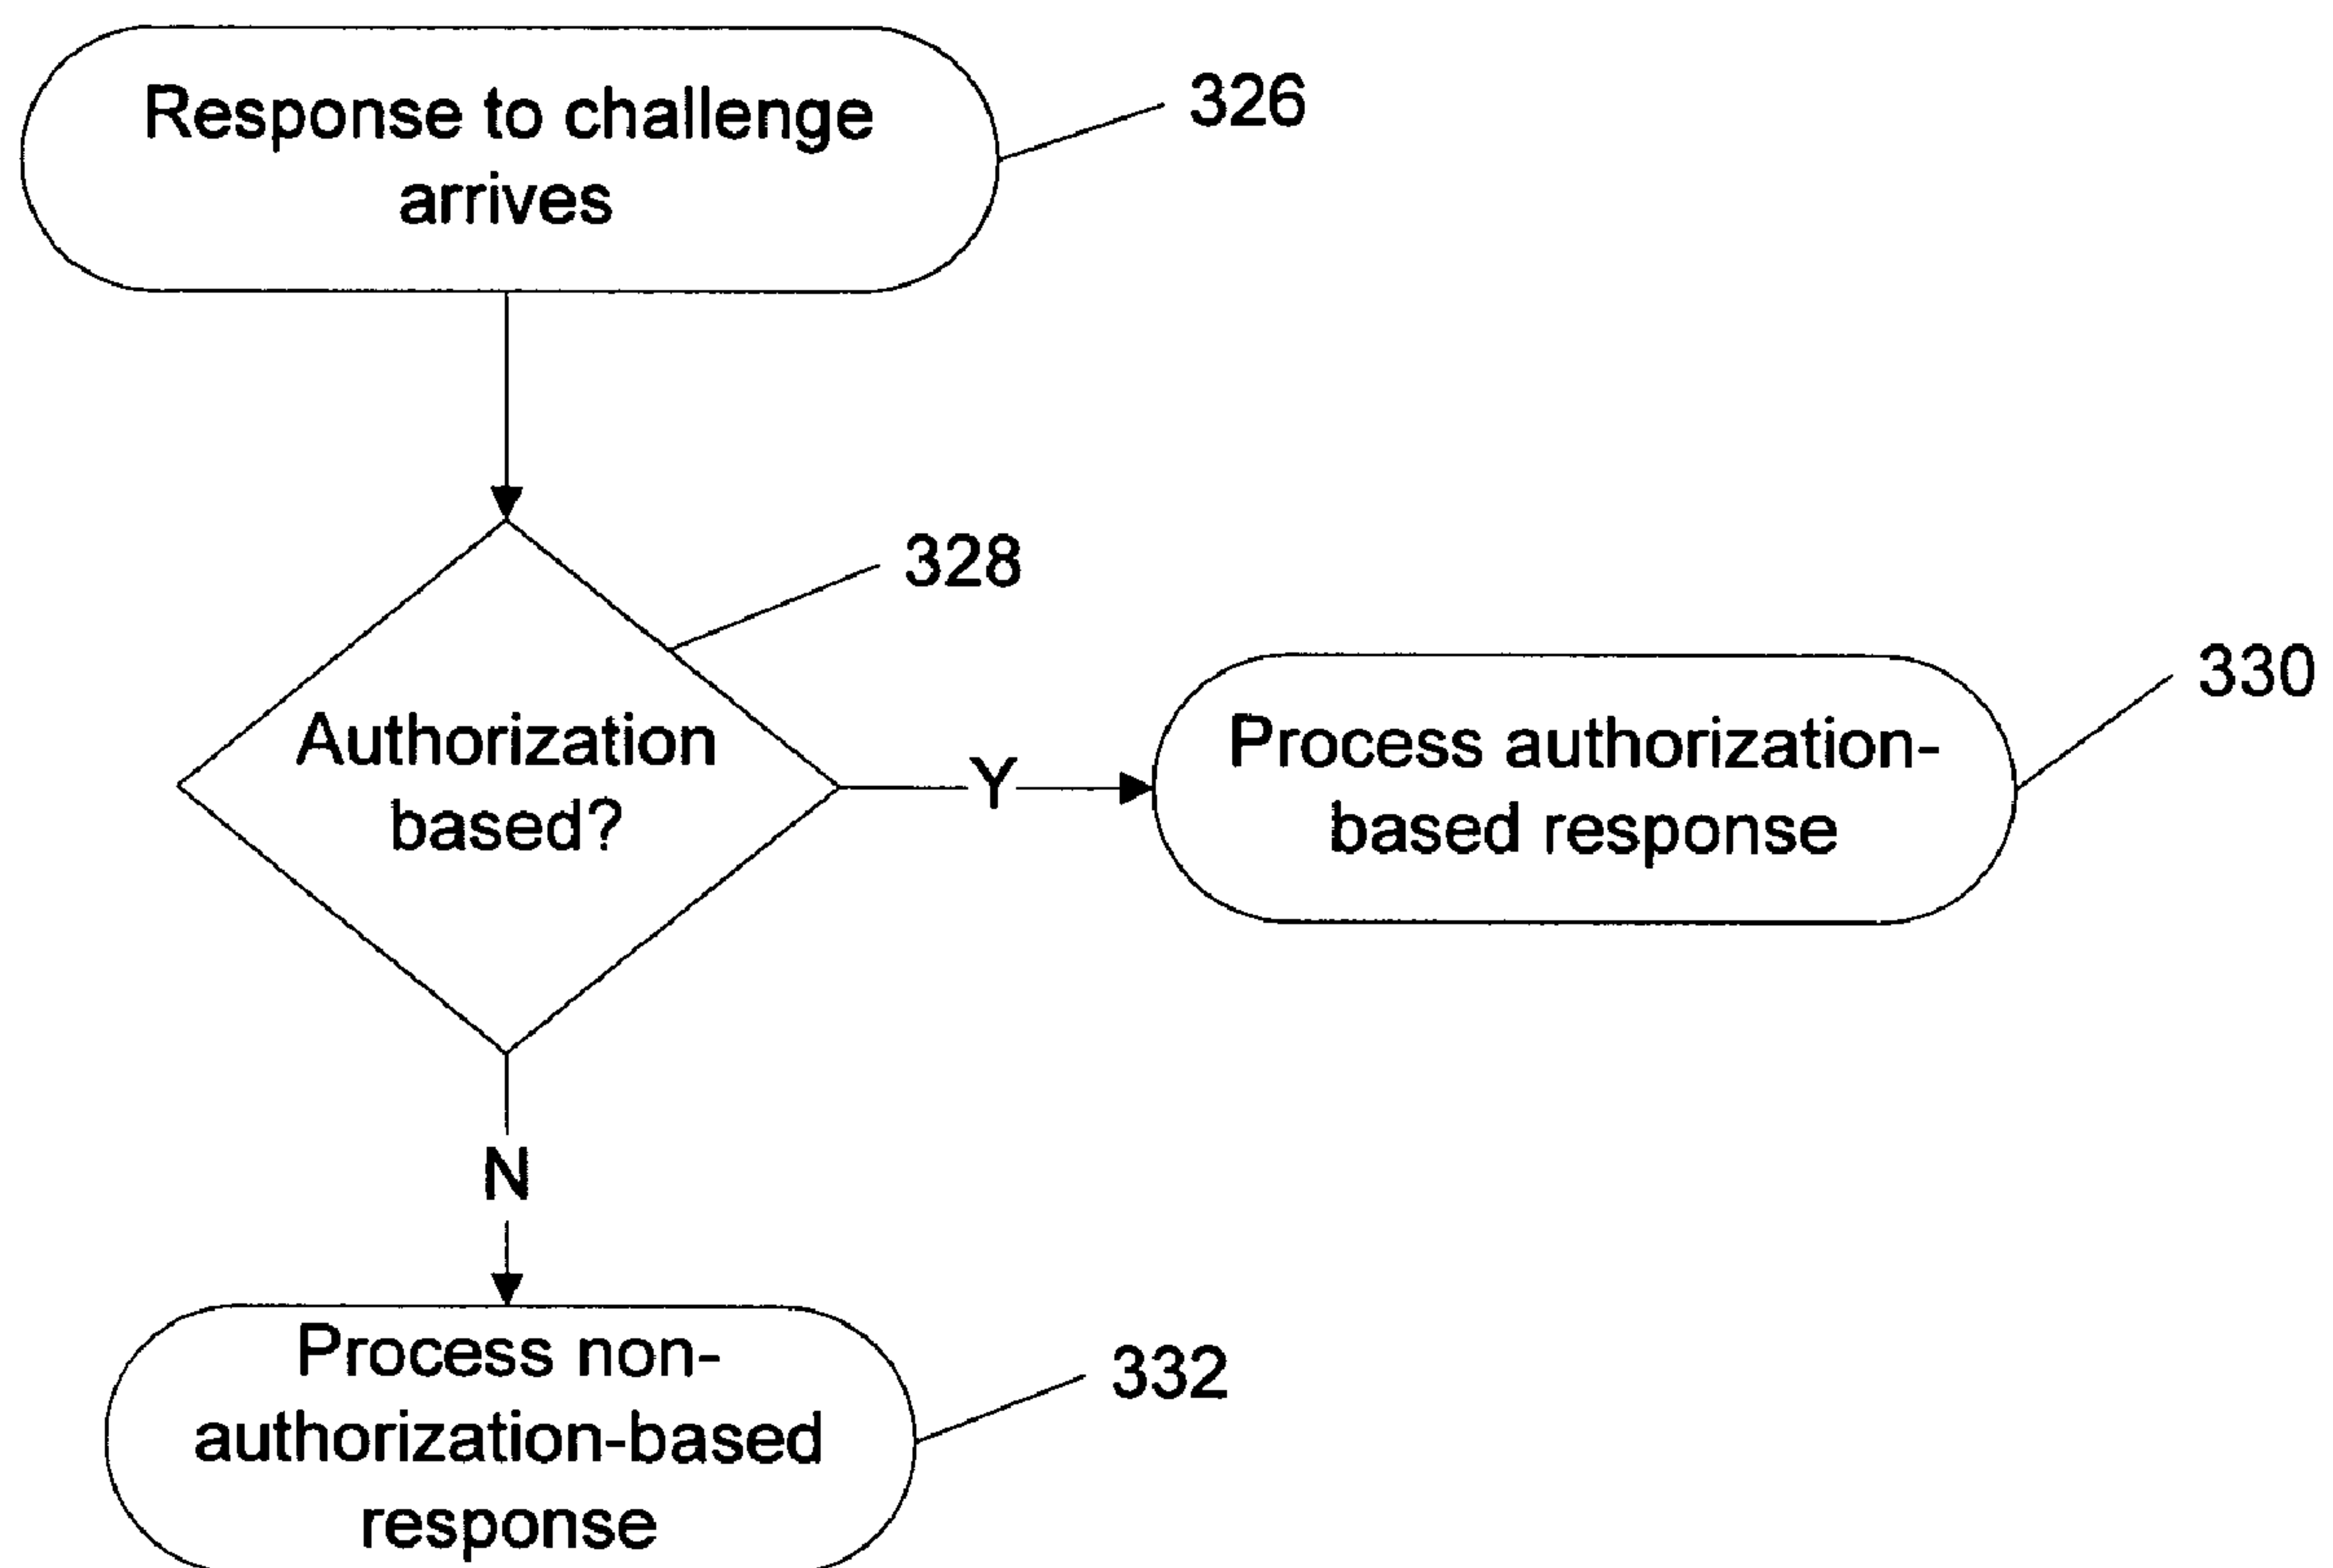 Response to challenge
arrives
326
328
Authorization
based?
Y
Process authorization-
based response
330
N
Process non-
authorization-based
response
332